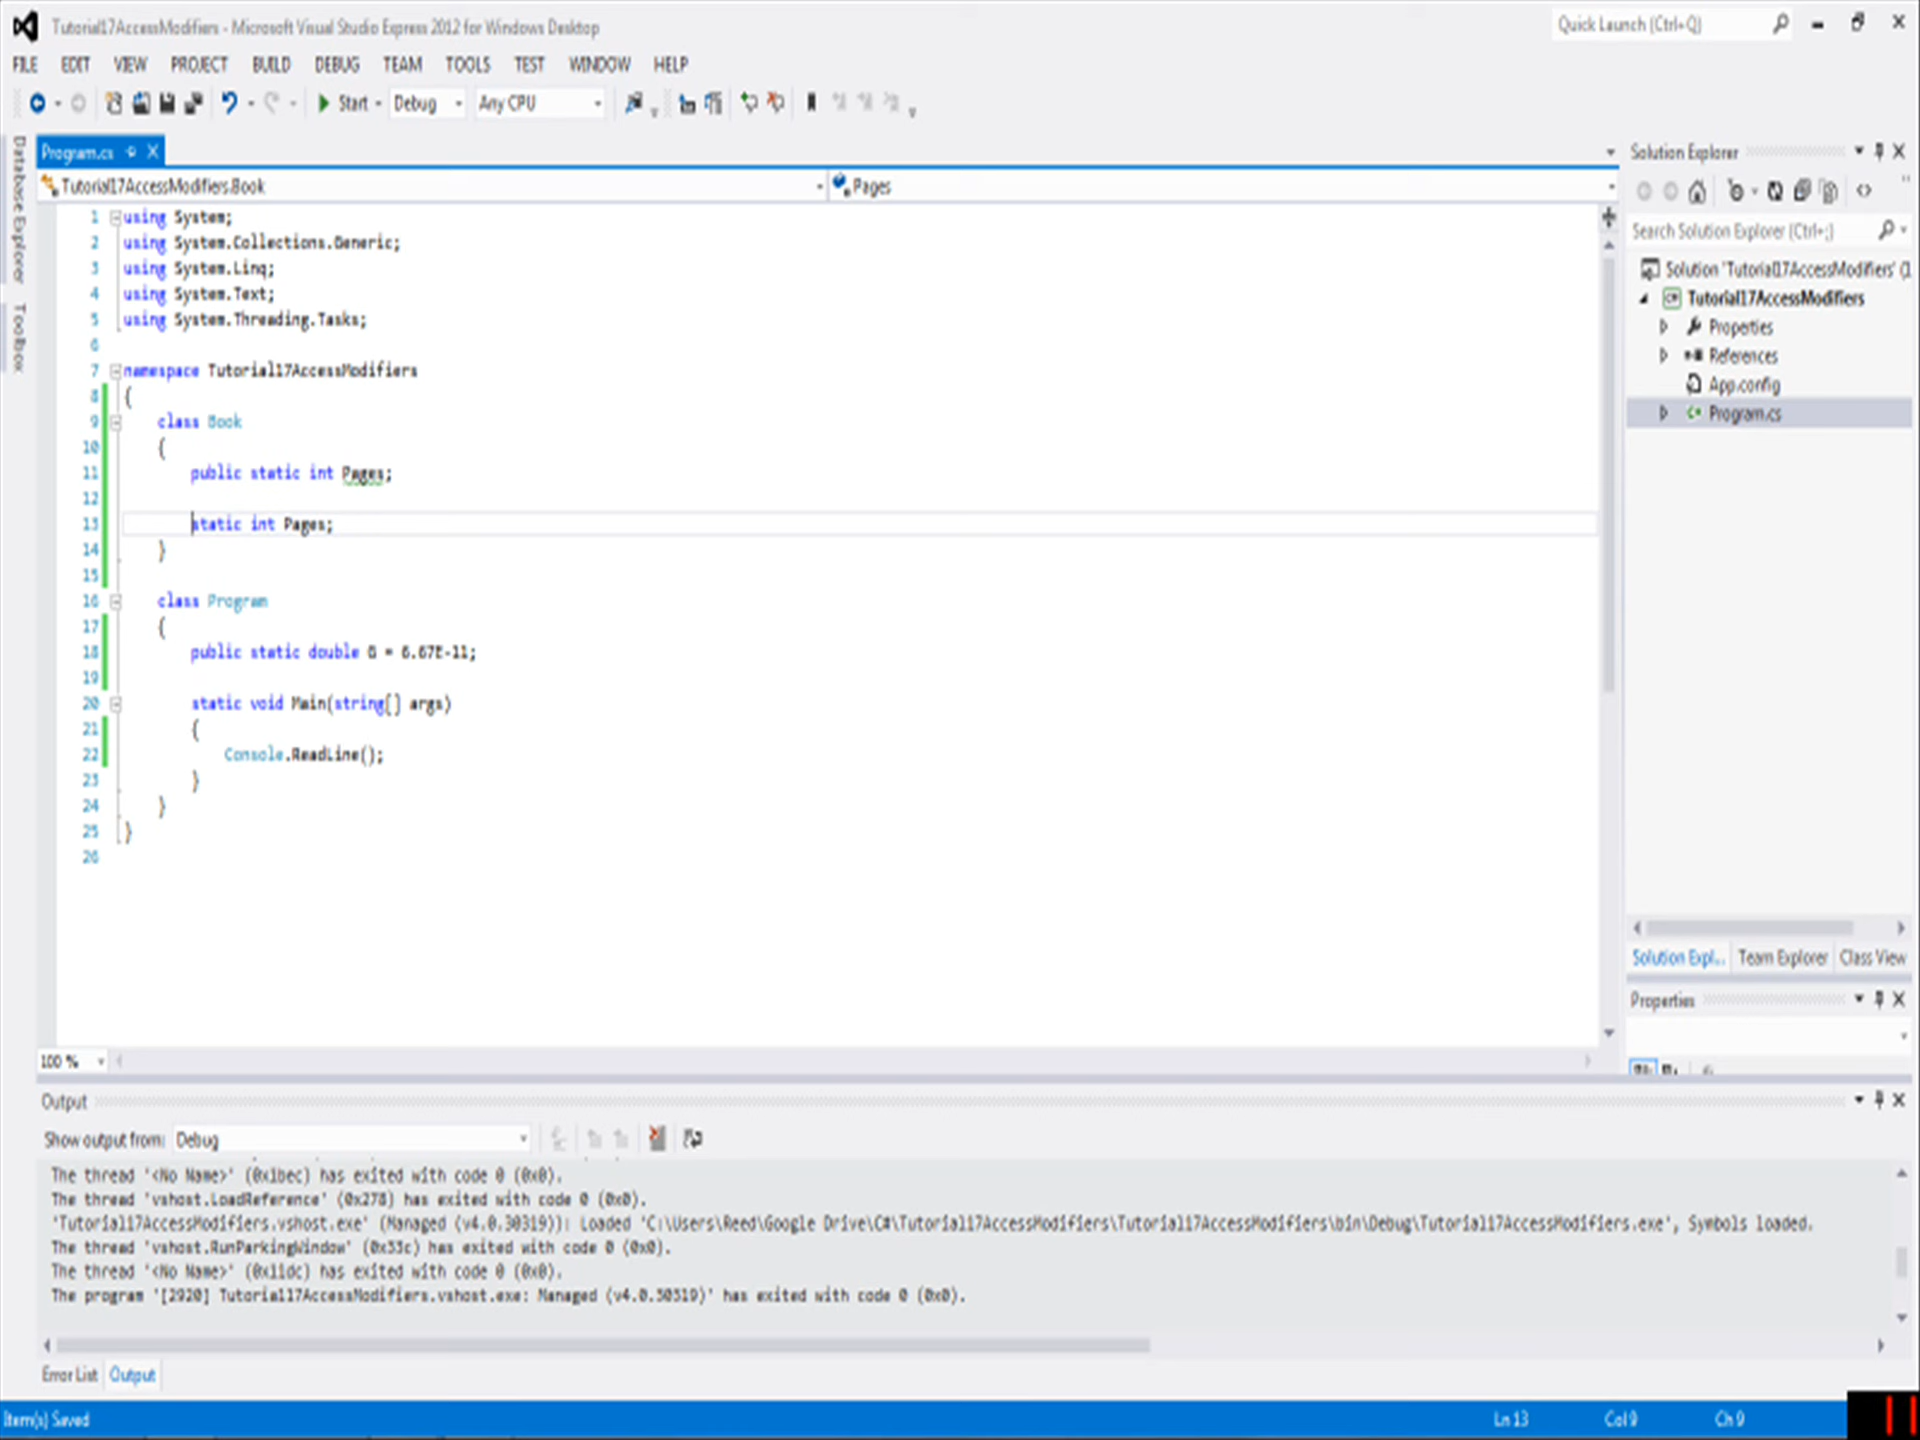 Tutorial17AccessModifiers - Microsoft Visual Studio Express 2012 for Windows Desktop
Quick Launch (Ctrl+Q)
FILE EDIT VIEW PROJECT BUILD DEBUG TEAM TOOLS TEST WINDOW HELP
Start Debug Any CPU
Database Explorer
Toolbox
Program.cs
Tutorial17AccessModifiers.Book
Pages
1 using System;
2 using System.Collections.Generic;
3 using System.Linq;
4 using System.Text;
5 using System.Threading.Tasks;
6
7 namespace Tutorial17AccessModifiers
8 {
9 class Book
10 {
11 public static int Pages;
12
13 static int Pages;
14 }
15
16 class Program
17 {
18 public static double G = 6.67E-11;
19
20 static void Main(string[] args)
21 {
22 Console.ReadLine();
23 }
24 }
25 }
26
100 %
Solution Explorer
Search Solution Explorer (Ctrl+;)
Solution 'Tutorial17AccessModifiers' (1
Tutorial17AccessModifiers
Properties
References
App.config
Program.cs
Solution Expl... Team Explorer Class View
Properties
Output
Show output from: Debug
The thread '<No Name>' (0x1bec) has exited with code 0 (0x0).
The thread 'vshost.LoadReference' (0x278) has exited with code 0 (0x0).
'Tutorial17AccessModifiers.vshost.exe' (Managed (v4.0.30319)): Loaded 'C:\Users\Reed\Google Drive\C#\Tutorial17AccessModifiers\Tutorial17AccessModifiers\bin\Debug\Tutorial17AccessModifiers.exe', Symbols loaded.
The thread 'vshost.RunParkingWindow' (0x33c) has exited with code 0 (0x0).
The thread '<No Name>' (0x11dc) has exited with code 0 (0x0).
The program '[2920] Tutorial17AccessModifiers.vshost.exe: Managed (v4.0.30319)' has exited with code 0 (0x0).
Error List Output
Item(s) Saved
Ln 13 Col 9 Ch 9